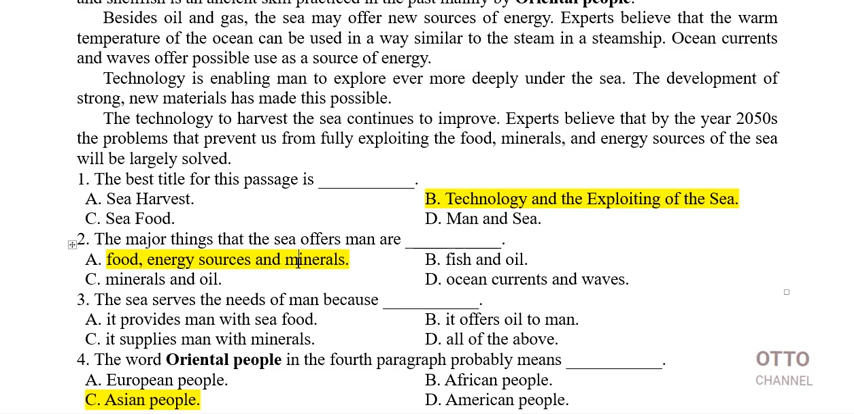 and shellfish is an ancient skill practiced in the past mainly by Oriental people.
Besides oil and gas, the sea may offer new sources of energy. Experts believe that the warm
temperature of the ocean can be used in a way similar to the steam in a steamship. Ocean currents
and waves offer possible use as a source of energy.
Technology is enabling man to explore ever more deeply under the sea. The development of
strong, new materials has made this possible.
The technology to harvest the sea continues to improve. Experts believe that by the year 2050s
the problems that prevent us from fully exploiting the food, minerals, and energy sources of the sea
will be largely solved.
1. The best title for this passage is __________.
A. Sea Harvest. B. Technology and the Exploiting of the Sea.
C. Sea Food. D. Man and Sea.
2. The major things that the sea offers man are __________.
A. food, energy sources and minerals. B. fish and oil.
C. minerals and oil. D. ocean currents and waves.
3. The sea serves the needs of man because __________.
A. it provides man with sea food. B. it offers oil to man.
C. it supplies man with minerals. D. all of the above.
4. The word Oriental people in the fourth paragraph probably means __________.
A. European people. B. African people.
C. Asian people. D. American people.
OTTO
CHANNEL